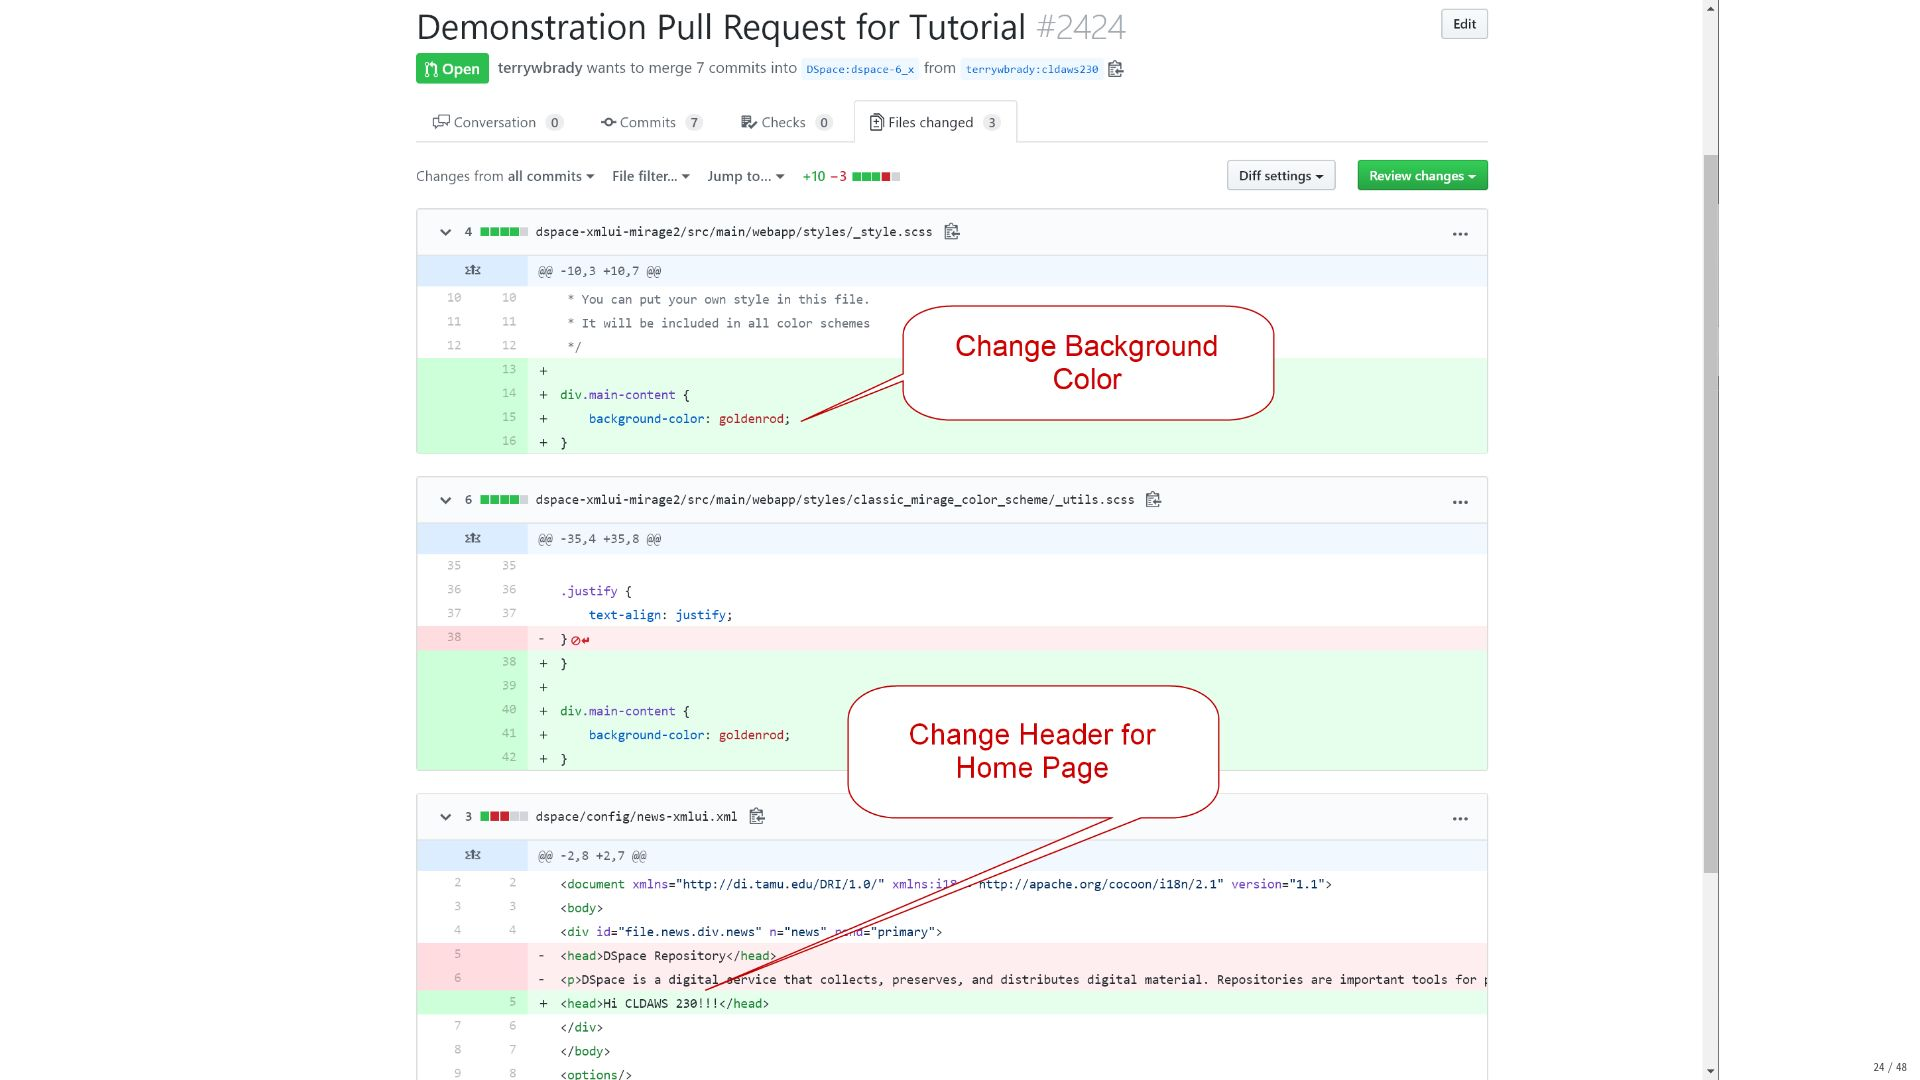 Demonstration Pull Request for Tutorial #2424
Edit
Open terrywbrady wants to merge 7 commits into DSpace:dspace-6_x from terrywbrady:cldaws230
Conversation 0 Commits 7 Checks 0 Files changed 3
Changes from all commits File filter... Jump to... +10 −3 Diff settings Review changes
4 dspace-xmlui-mirage2/src/main/webapp/styles/_style.scss ...
@@ -10,3 +10,7 @@
10 10 * You can put your own style in this file.
11 11 * It will be included in all color schemes
12 12 */
13 +
14 + div.main-content {
15 + background-color: goldenrod;
16 + }
Change Background
Color
6 dspace-xmlui-mirage2/src/main/webapp/styles/classic_mirage_color_scheme/_utils.scss ...
@@ -35,4 +35,8 @@
35 35
36 36 .justify {
37 37 text-align: justify;
38 - }
38 + }
39 +
40 + div.main-content {
41 + background-color: goldenrod;
42 + }
Change Header for
Home Page
3 dspace/config/news-xmlui.xml ...
@@ -2,8 +2,7 @@
2 2 <document xmlns="http://di.tamu.edu/DRI/1.0/" http://apache.org/cocoon/i18n/2.1" version="1.1">
3 3 <body>
4 4 <div id="file.news.div.news" n="news" rend="primary">
5 - <head>DSpace Repository</head>
6 - <p>DSpace is a digital service that collects, preserves, and distributes digital material. Repositories are important tools for
5 + <head>Hi CLDAWS 230!!!</head>
7 6 </div>
8 7 </body>
9 8 <options/>
24 / 48